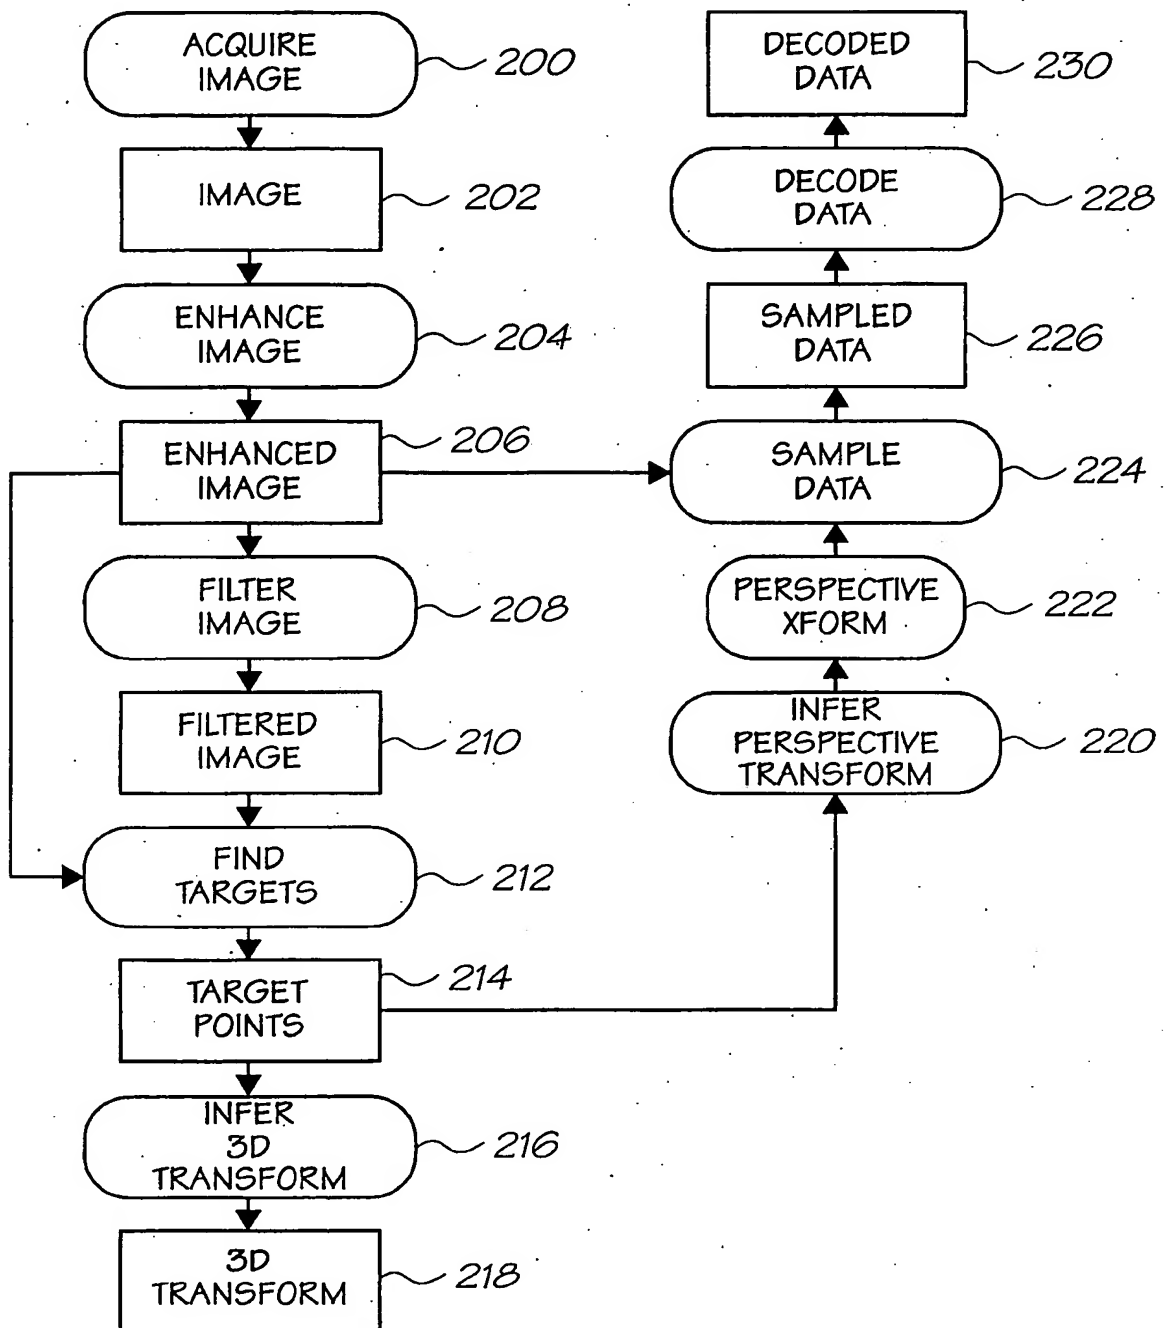 ACQUIRE
IMAGE
200
IMAGE
202
ENHANCE
IMAGE
204
ENHANCED
IMAGE
206
FILTER
IMAGE
208
FILTERED
IMAGE
210
FIND
TARGETS
212
TARGET
POINTS
214
INFER
3D
TRANSFORM
216
3D
TRANSFORM
218
DECODED
DATA
230
DECODE
DATA
228
SAMPLED
DATA
226
SAMPLE
DATA
224
PERSPECTIVE
XFORM
222
INFER
PERSPECTIVE
TRANSFORM
220